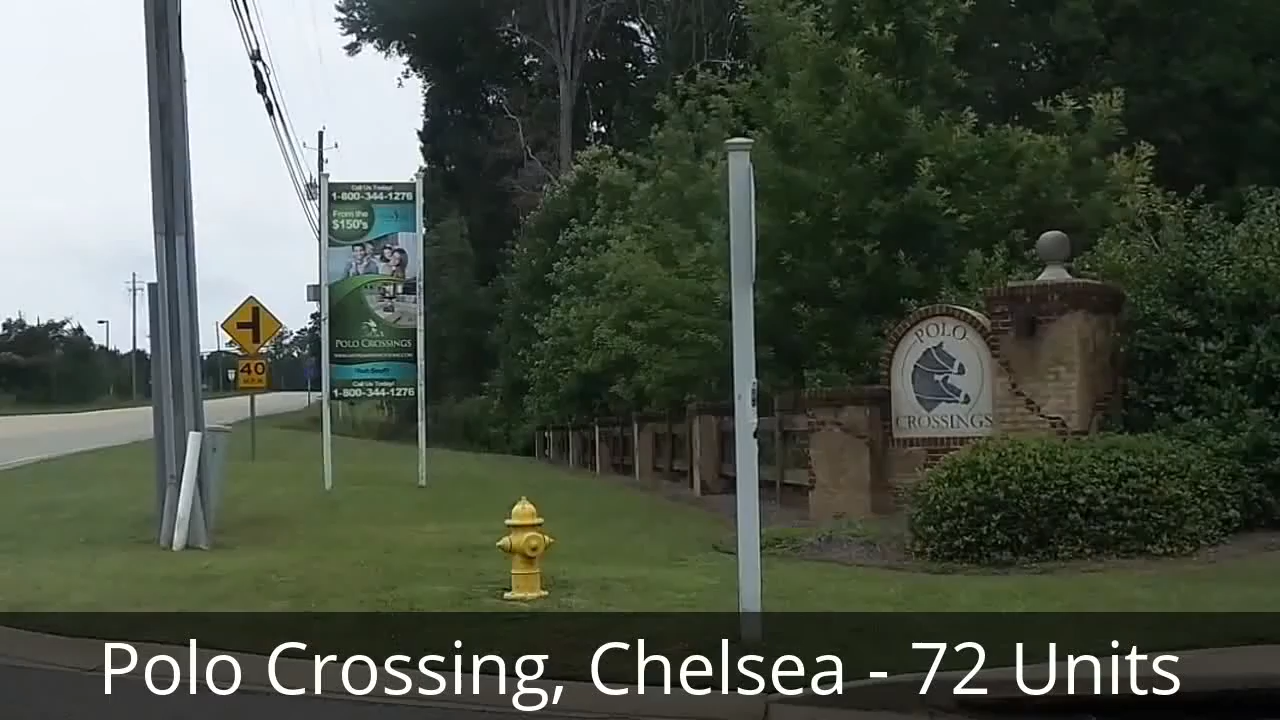 Call Us Today!
1-800-344-1276
From the
$150's
POLO CROSSINGS
Call Us Today!
1-800-344-1276
40
M.P.H.
POLO
CROSSINGS
Polo Crossing, Chelsea - 72 Units